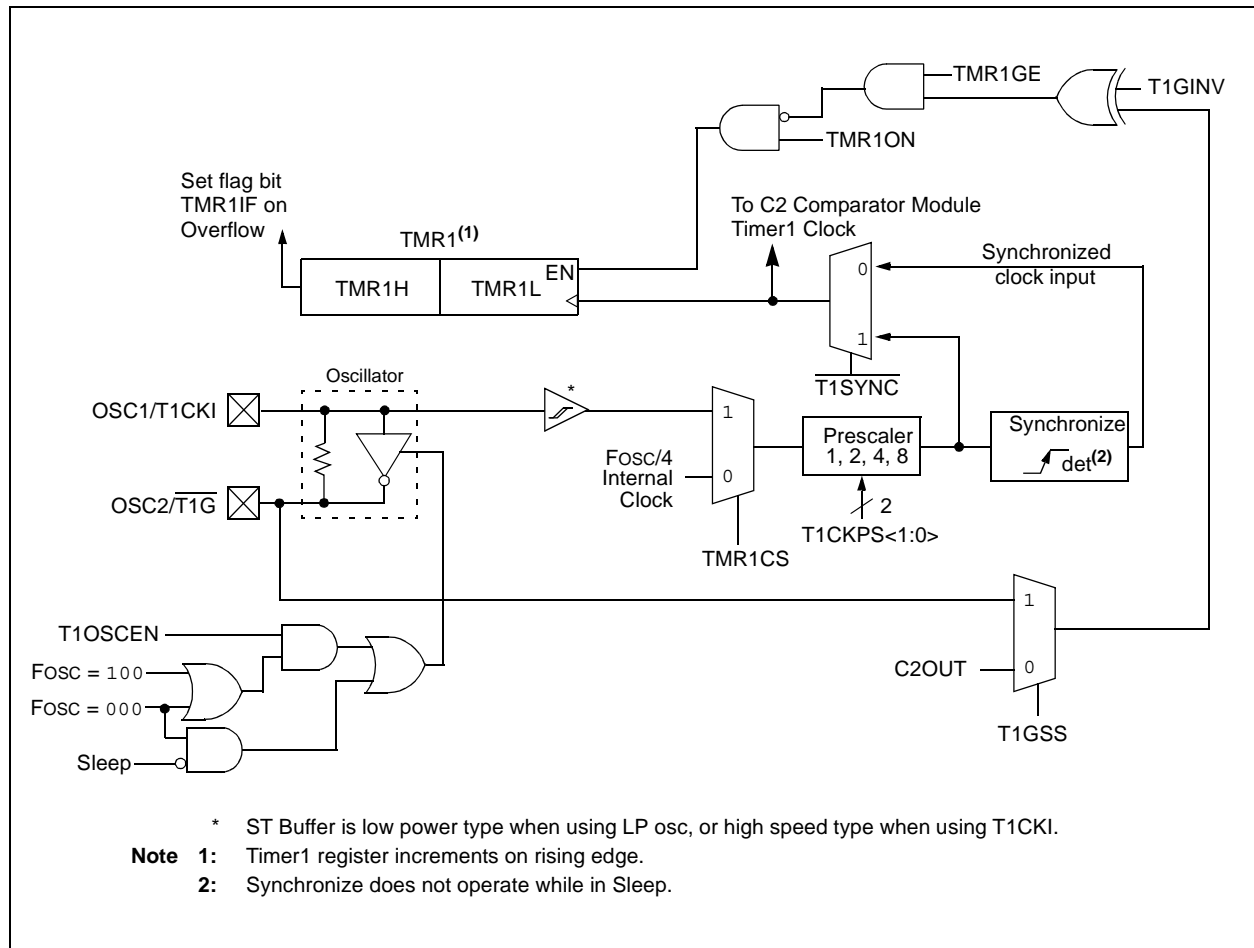 TMR1GE
T1GINV
TMR1ON
Set flag bit
TMR1IF on
Overflow
To C2 Comparator Module
Timer1 Clock
TMR1(1)
EN
TMR1H
TMR1L
0
1
Synchronized
clock input
T1SYNC
Oscillator
*
OSC1/T1CKI
OSC2/T1G
1
0
FOSC/4
Internal
Clock
TMR1CS
Prescaler
1, 2, 4, 8
2
T1CKPS<1:0>
Synchronize
det(2)
1
0
C2OUT
T1GSS
T1OSCEN
FOSC = 100
FOSC = 000
Sleep
* ST Buffer is low power type when using LP osc, or high speed type when using T1CKI.
Note 1: Timer1 register increments on rising edge.
2: Synchronize does not operate while in Sleep.